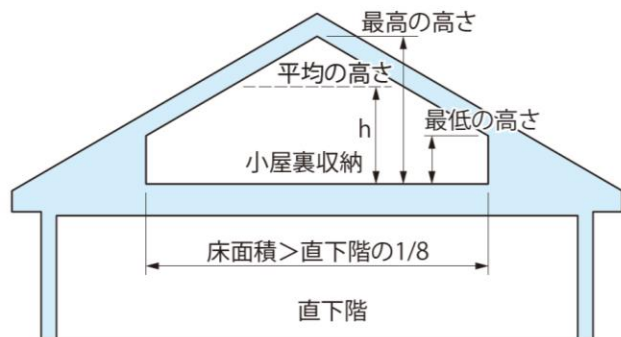 最高の高さ
平均の高さ
h
最低の高さ
小屋裏収納
床面積＞直下階の1/8
直下階